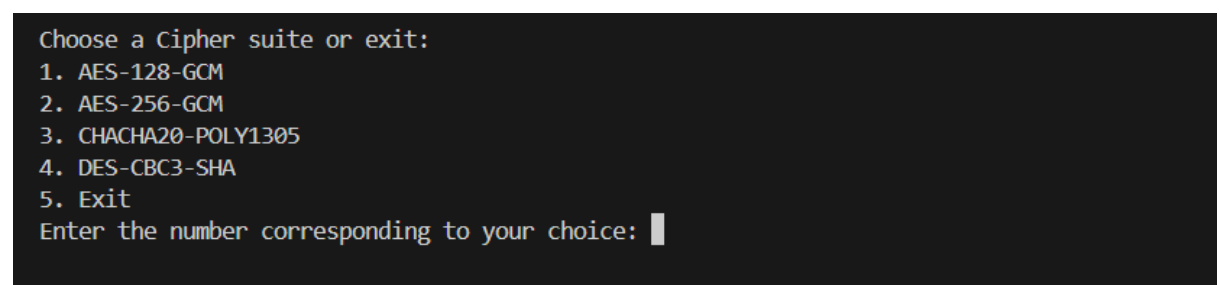 Choose a Cipher suite or exit:
1. AES-128-GCM
2. AES-256-GCM
3. CHACHA20-POLY1305
4. DES-CBC3-SHA
5. Exit
Enter the number corresponding to your choice: